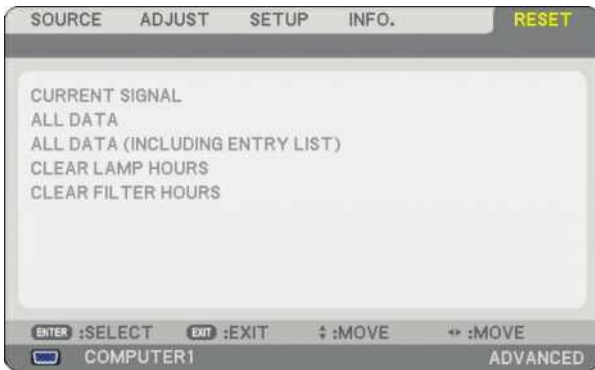 SOURCE ADJUST SETUP INFO. RESET
CURRENT SIGNAL
ALL DATA
ALL DATA (INCLUDING ENTRY LIST)
CLEAR LAMP HOURS
CLEAR FILTER HOURS
ENTER :SELECT EXIT :EXIT :MOVE :MOVE
COMPUTER1 ADVANCED